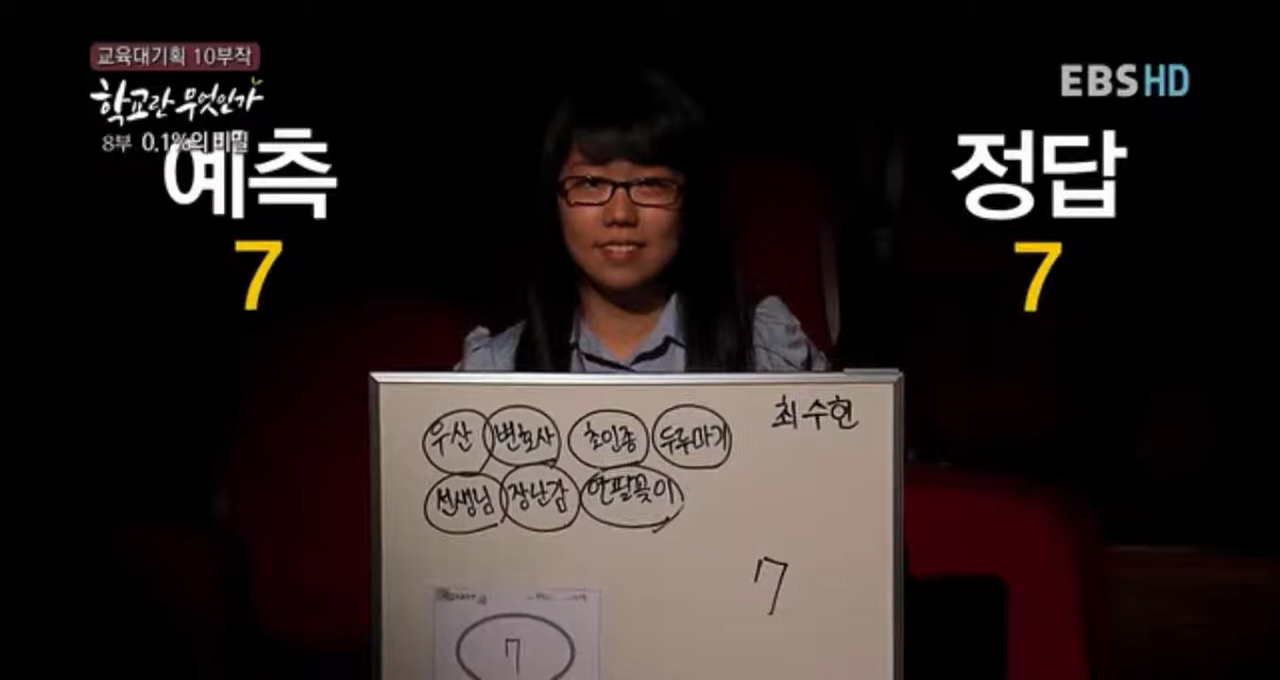 교육대기획 10부작
학교란 무엇인가
8부 0.1%의 비밀
EBS HD
예측
7
정답
7
최수현
우산 변호사 초인종 두루마기
선생님 장난감 연필꽂이
7
7